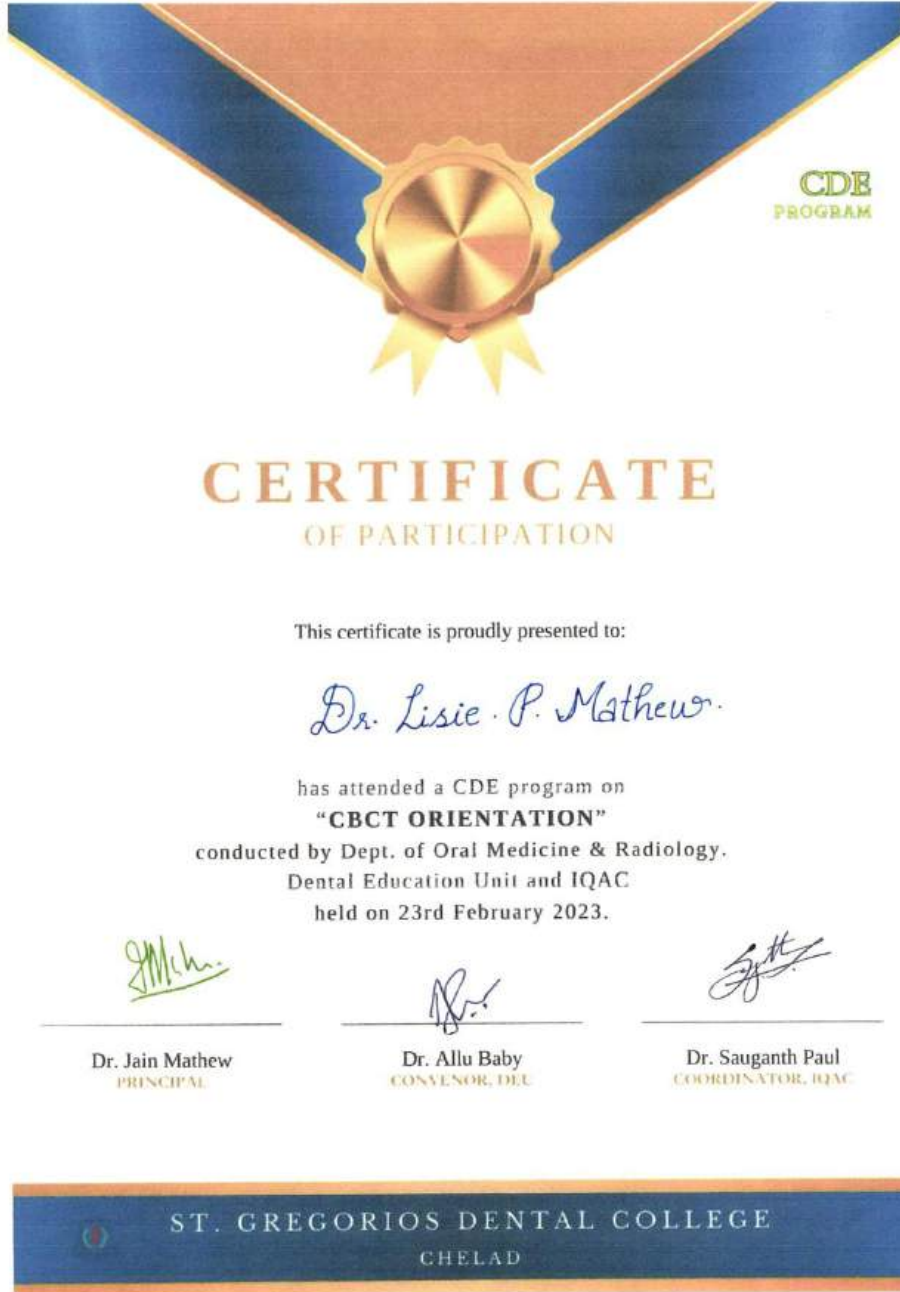 CDE
PROGRAM
CERTIFICATE
OF PARTICIPATION
This certificate is proudly presented to:
Dr. Lisie. P. Mathew.
has attended a CDE program on
"CBCT ORIENTATION"
conducted by Dept. of Oral Medicine & Radiology.
Dental Education Unit and IQAC
held on 23rd February 2023.
Dr. Jain Mathew
PRINCIPAL
Dr. Allu Baby
CONVENOR, DEU
Dr. Sauganth Paul
COORDINATOR, IQAC
ST. GREGORIOS DENTAL COLLEGE
CHELAD